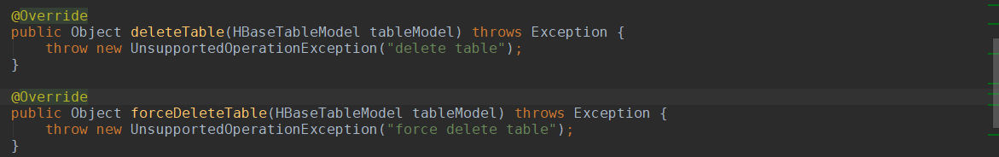 @Override
public Object deleteTable(HBaseTableModel tableModel) throws Exception {
    throw new UnsupportedOperationException("delete table");
}
@Override
public Object forceDeleteTable(HBaseTableModel tableModel) throws Exception {
    throw new UnsupportedOperationException("force delete table");
}